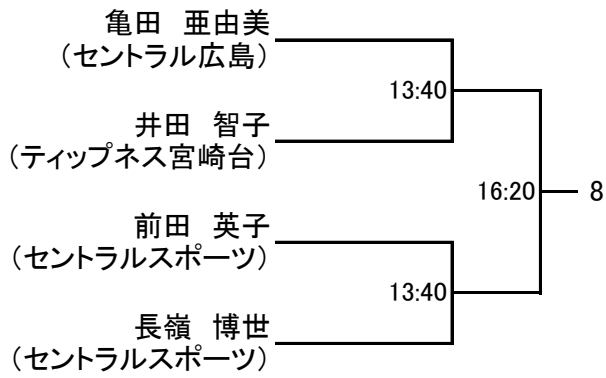 亀田　亜由美
（セントラル広島）
13:40
井田　智子
（ティップネス宮崎台）
16:20
8
前田　英子
（セントラルスポーツ）
13:40
長嶺　博世
（セントラルスポーツ）